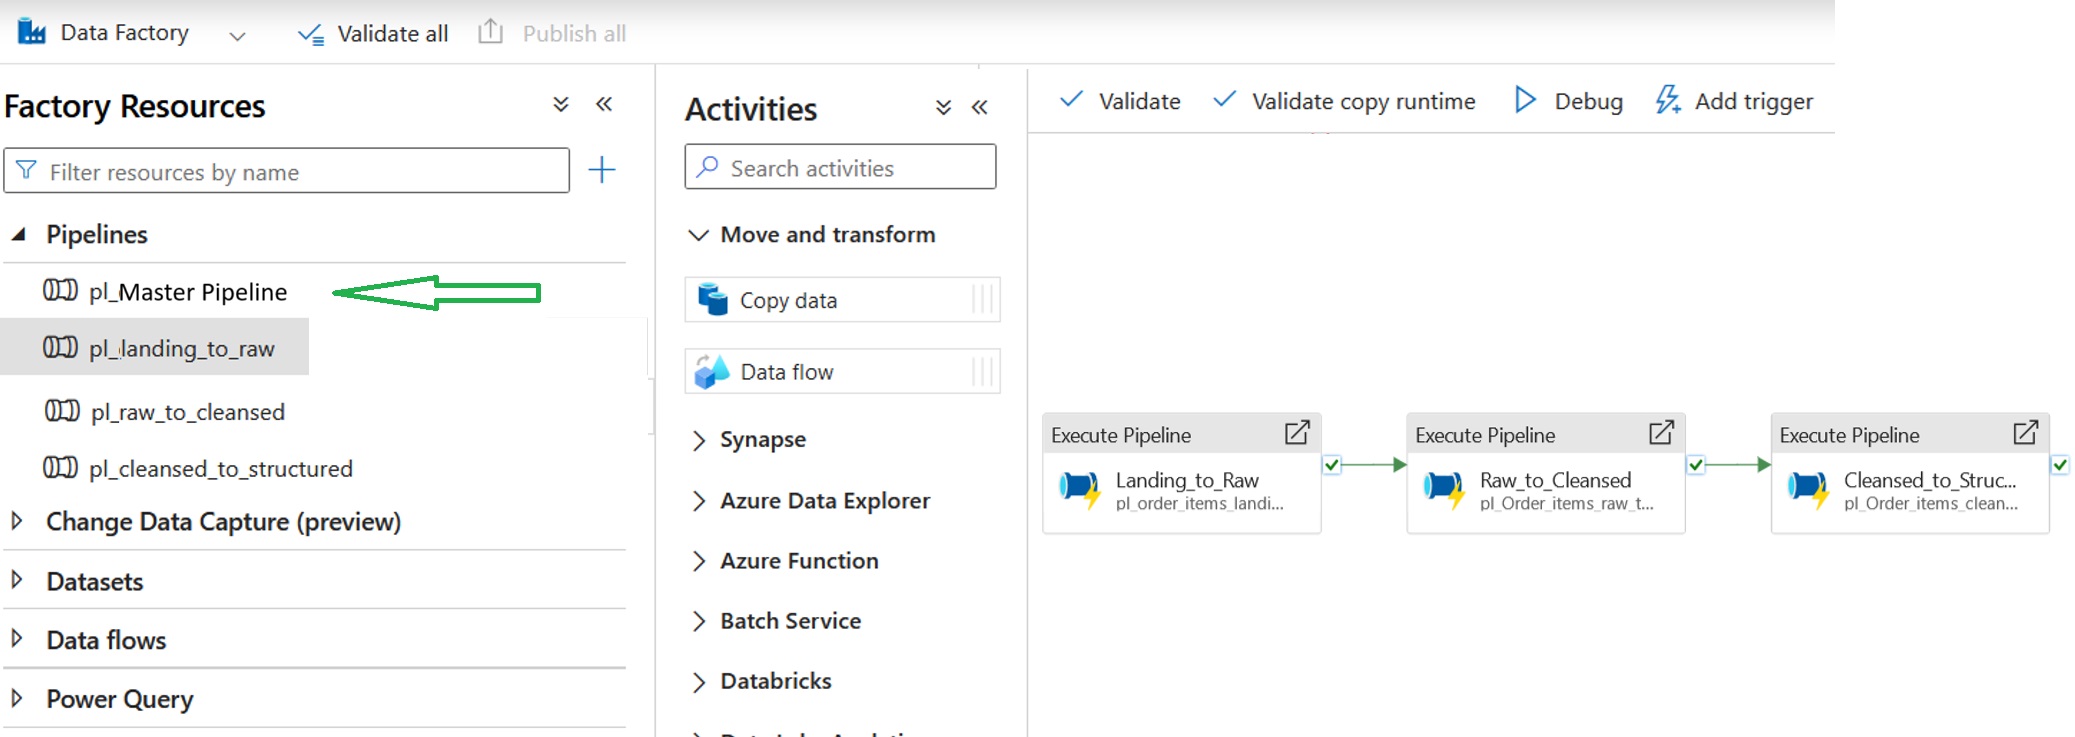 Data Factory
Validate all
Publish all
Factory Resources
Filter resources by name
Pipelines
pl_Master Pipeline
pl_landing_to_raw
pl_raw_to_cleansed
pl_cleansed_to_structured
Change Data Capture (preview)
Datasets
Data flows
Power Query
Activities
Search activities
Move and transform
Copy data
Data flow
Synapse
Azure Data Explorer
Azure Function
Batch Service
Databricks
Validate
Validate copy runtime
Debug
Add trigger
Execute Pipeline
Landing_to_Raw
pl_order_items_landi...
Execute Pipeline
Raw_to_Cleansed
pl_Order_items_raw_t...
Execute Pipeline
Cleansed_to_Struc...
pl_Order_items_clean...